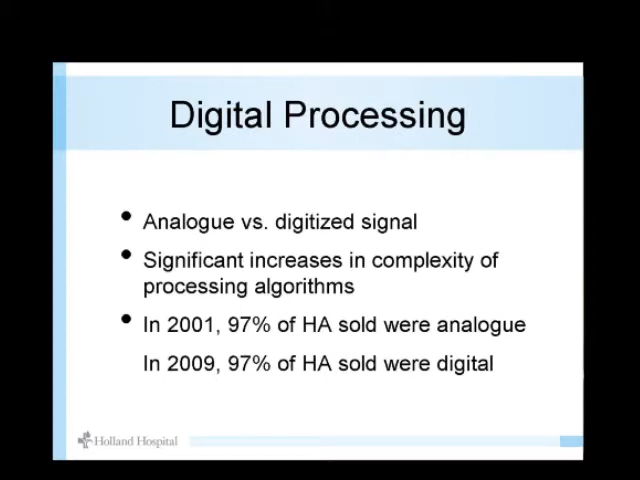 Digital Processing
Analogue vs. digitized signal
Significant increases in complexity of
processing algorithms
In 2001, 97% of HA sold were analogue
In 2009, 97% of HA sold were digital
Holland Hospital